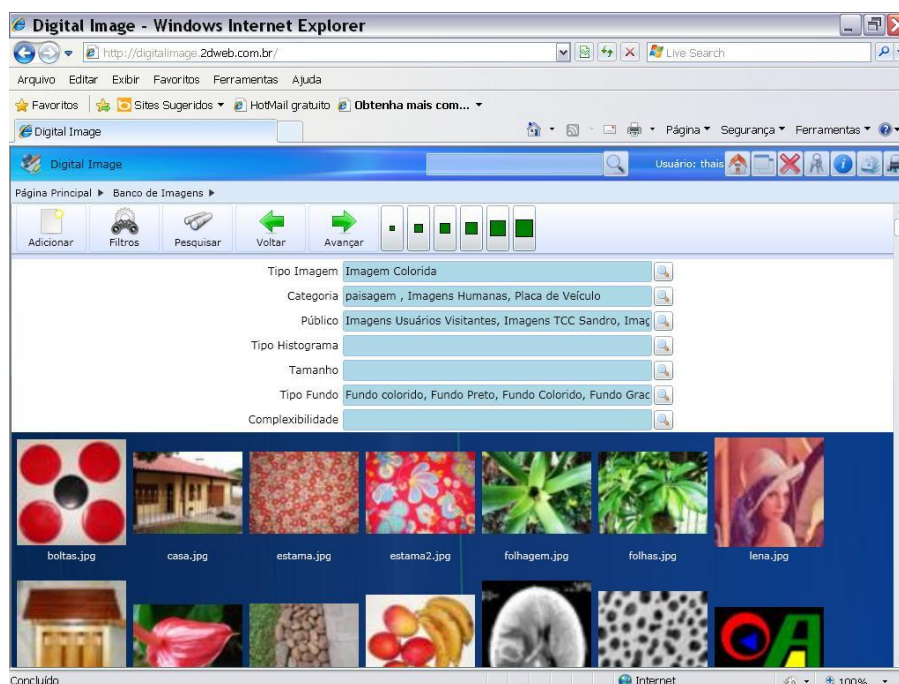 Digital Image - Windows Internet Explorer
http://digitalimage.2dweb.com.br/
Live Search
Arquivo Editar Exibir Favoritos Ferramentas Ajuda
Favoritos Sites Sugeridos HotMail gratuito Obtenha mais com...
Digital Image
Página Segurança Ferramentas
Digital Image
Usuário: thais
Página Principal Banco de Imagens
Adicionar Filtros Pesquisar Voltar Avançar
Tipo Imagem Imagem Colorida
Categoria paisagem , Imagens Humanas, Placa de Veículo
Público Imagens Usuários Visitantes, Imagens TCC Sandro, Imag
Tipo Histograma
Tamanho
Tipo Fundo Fundo colorido, Fundo Preto, Fundo Colorido, Fundo Grac
Complexibilidade
boltas.jpg casa.jpg estama.jpg estama2.jpg folhagem.jpg folhas.jpg lena.jpg
Concluído Internet 100%